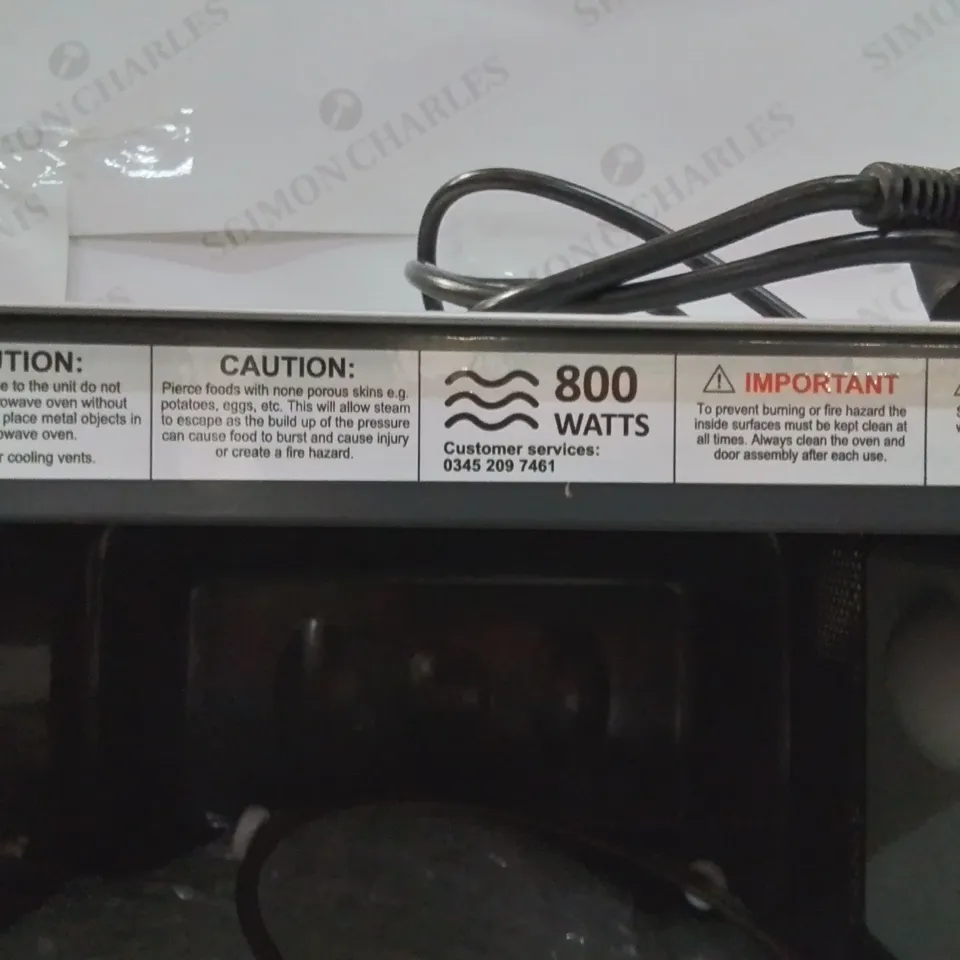 SIMON CHARLES
SIMON CHARLES
SIMON CHARLES
UTION:
e to the unit do not
owave oven without
place metal objects in
owave oven.
r cooling vents.
CAUTION:
Pierce foods with none porous skins e.g.
potatoes, eggs, etc. This will allow steam
to escape as the build up of the pressure
can cause food to burst and cause injury
or create a fire hazard.
800
WATTS
Customer services:
0345 209 7461
IMPORTANT
To prevent burning or fire hazard the
inside surfaces must be kept clean at
all times. Always clean the oven and
door assembly after each use.